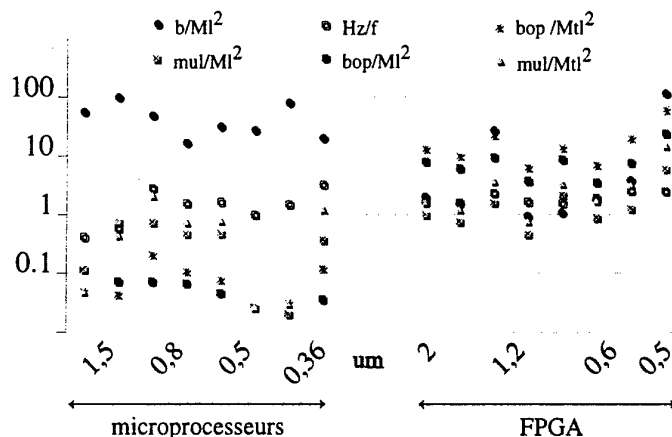 b/Ml² Hz/f bop /Mtl²
mul/Ml² bop/Ml² mul/Mtl²
100
10
1
0.1
1,5 0,8 0,5 0,36 um 2 1,2 0,6 0,5
microprocesseurs FPGA